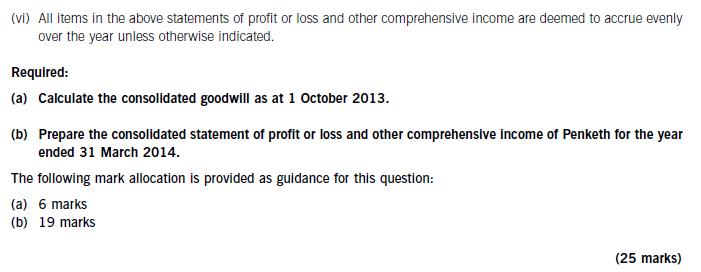 (vi) All items in the above statements of profit or loss and other comprehensive income are deemed to accrue evenly
over the year unless otherwise indicated.
Required:
(a) Calculate the consolidated goodwill as at 1 October 2013.
(b) Prepare the consolidated statement of profit or loss and other comprehensive income of Penketh for the year
ended 31 March 2014.
The following mark allocation is provided as guidance for this question:
(a) 6 marks
(b) 19 marks
(25 marks)